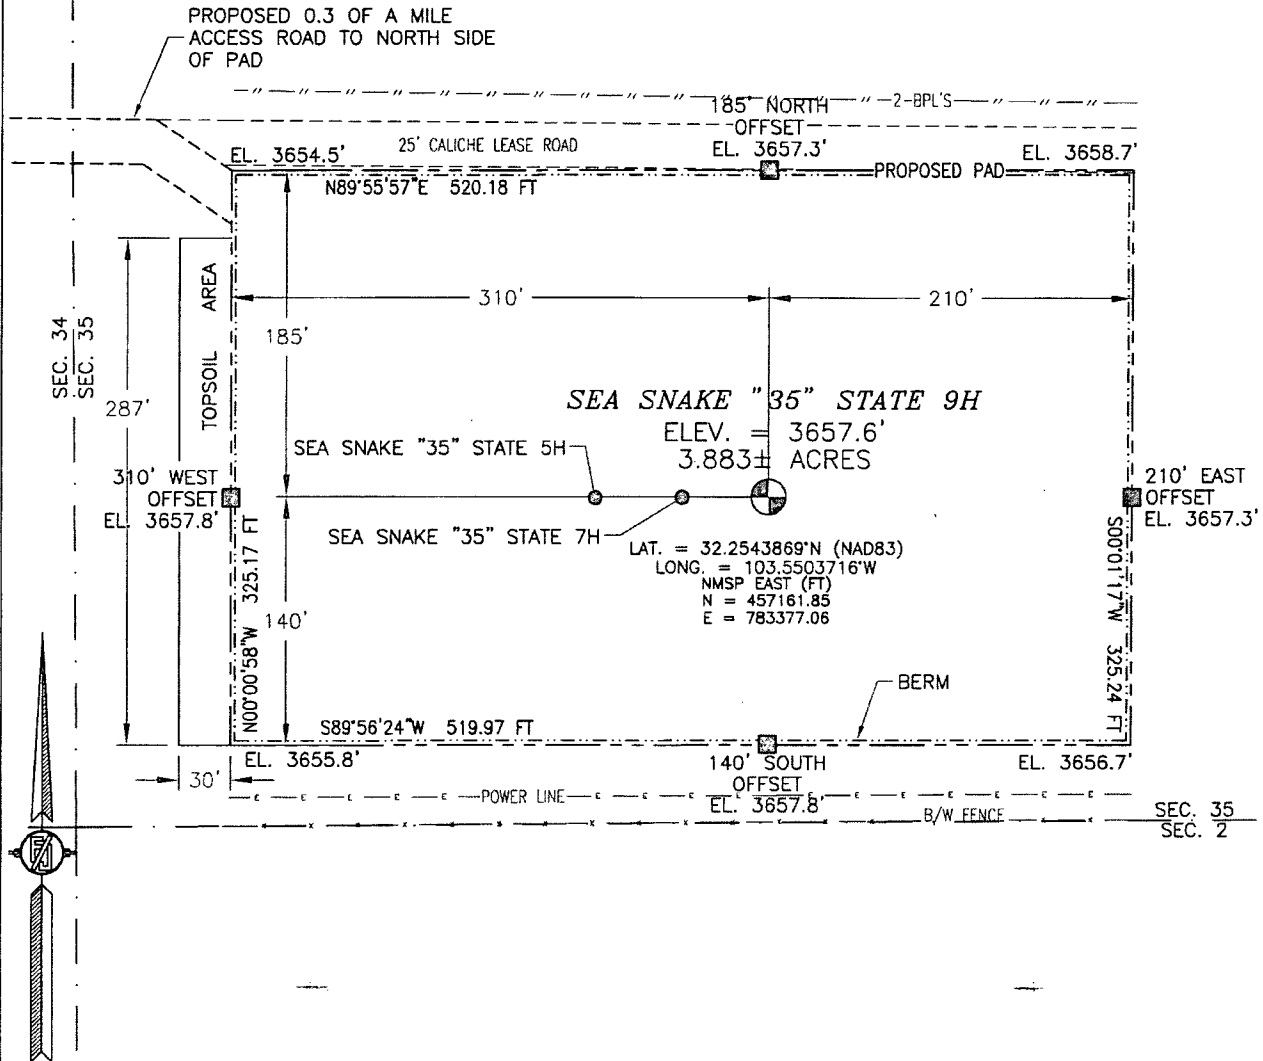 PROPOSED 0.3 OF A MILE
ACCESS ROAD TO NORTH SIDE
OF PAD
2-BPL'S
185' NORTH
OFFSET
EL. 3657.3'
25' CALICHE LEASE ROAD
EL. 3654.5'
EL. 3658.7'
PROPOSED PAD
N89°55'57"E 520.18 FT
310'
210'
185'
SEC. 34
SEC. 35
TOPSOIL AREA
287'
SEA SNAKE "35" STATE 9H
ELEV. = 3657.6'
3.883± ACRES
SEA SNAKE "35" STATE 5H
310' WEST
OFFSET
EL. 3657.8'
210' EAST
OFFSET
EL. 3657.3'
SEA SNAKE "35" STATE 7H
LAT. = 32.2543869°N (NAD83)
LONG. = 103.5503716°W
NMSP EAST (FT)
N = 457161.85
E = 783377.06
N00°00'58"W 325.17 FT
140'
S00°01'17"W 325.24 FT
BERM
S89°56'24"W 519.97 FT
EL. 3655.8'
140' SOUTH
OFFSET
EL. 3657.8'
EL. 3656.7'
30'
E E E E E POWER LINE E E E E E E E E E
B/W FENCE
SEC. 35
SEC. 2